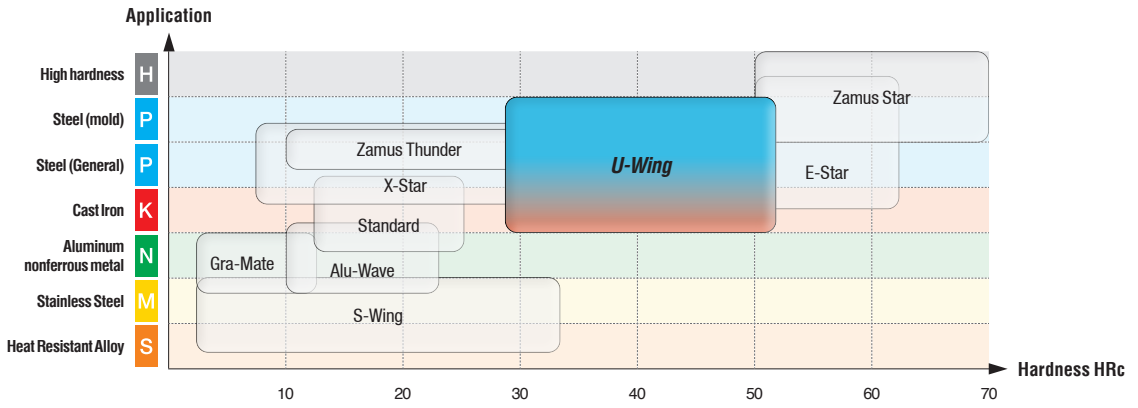 Application
High hardness H
Steel (mold) P
Steel (General) P
Cast Iron K
Aluminum
nonferrous metal N
Stainless Steel M
Heat Resistant Alloy S
Zamus Star
Zamus Thunder
U-Wing
E-Star
X-Star
Standard
Gra-Mate
Alu-Wave
S-Wing
Hardness HRc
10 20 30 40 50 60 70